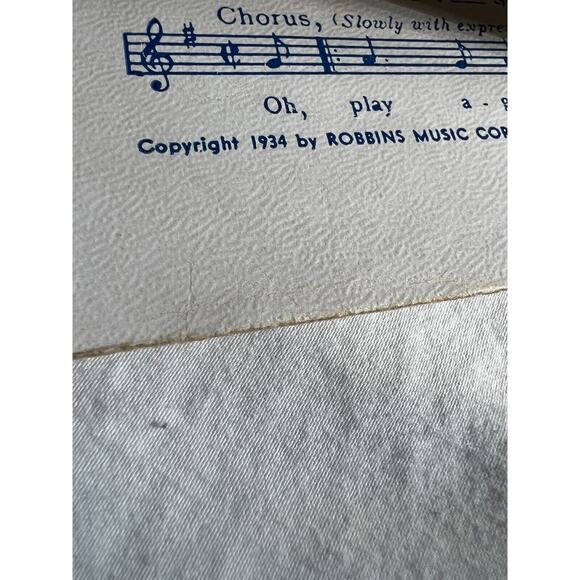 Chorus, (Slowly with expre
Oh, play a - g
Copyright 1934 by ROBBINS MUSIC COR